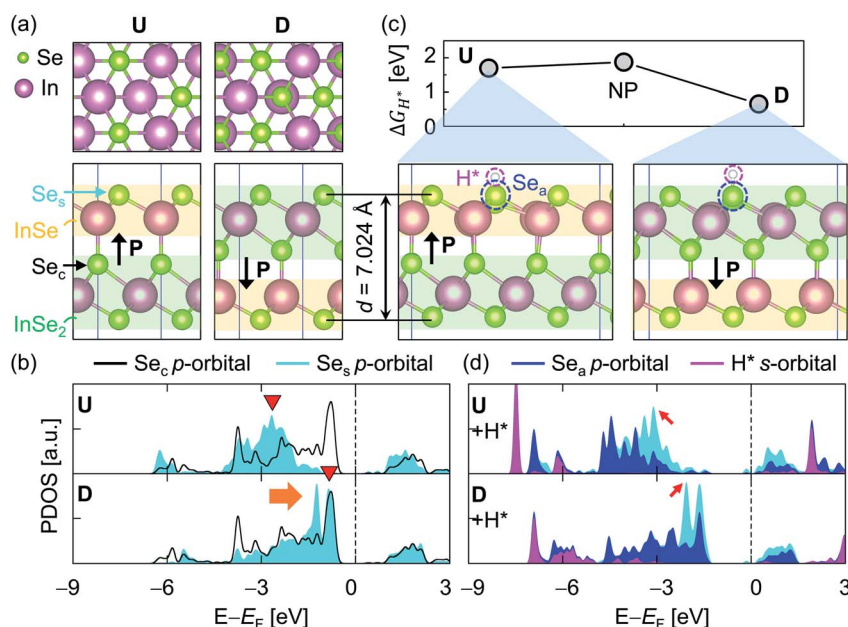 (a) U D
Se
In
Se_s
InSe
Se_c
InSe_2
P
P
d = 7.024 Å
(c)
ΔG_H* [eV]
2
1
0
U
NP
D
H*
Se_a
P
P
(b)
Se_c p-orbital
Se_s p-orbital
PDOS [a.u.]
U
D
−9 −6 −3 0 3
E−E_F [eV]
(d)
Se_a p-orbital
H* s-orbital
U
+H*
D
+H*
−9 −6 −3 0 3
E−E_F [eV]